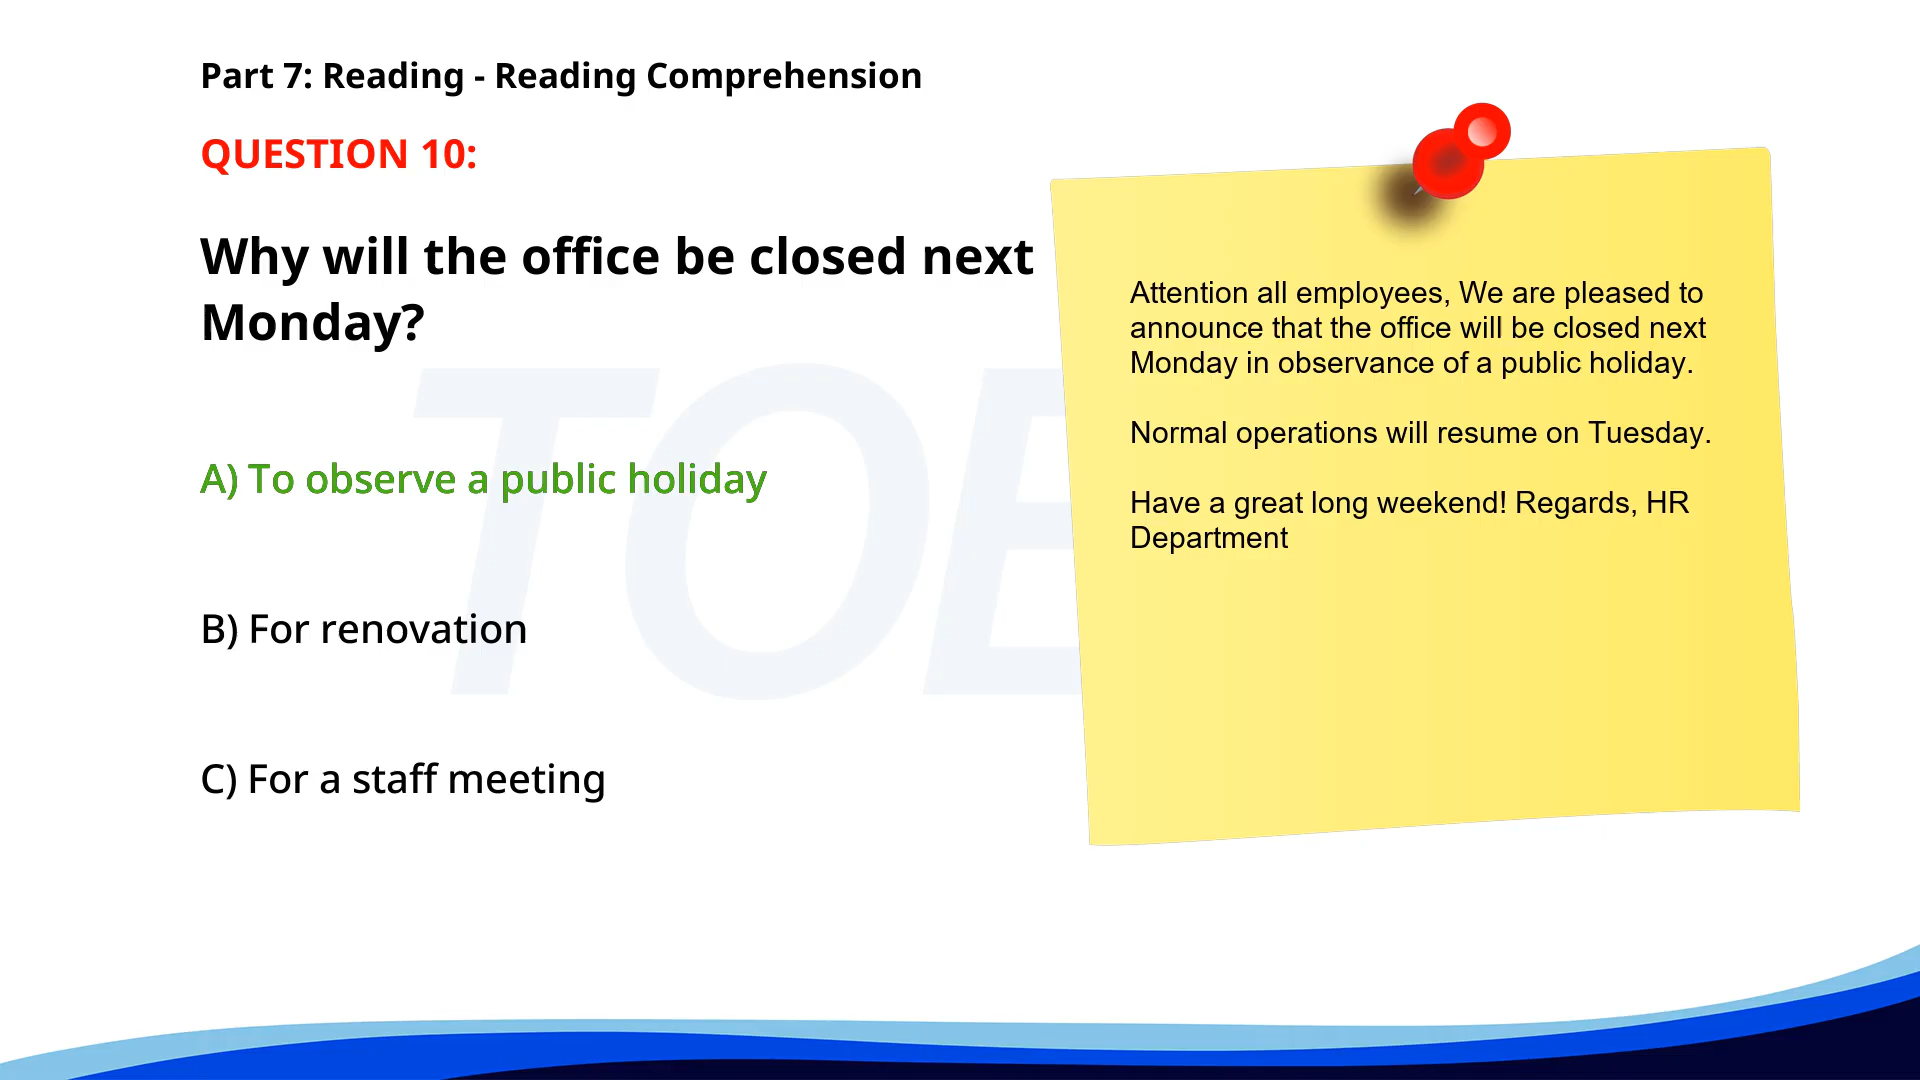 Part 7: Reading - Reading Comprehension
QUESTION 10:
Why will the office be closed next
Monday?
A) To observe a public holiday
B) For renovation
C) For a staff meeting
Attention all employees, We are pleased to
announce that the office will be closed next
Monday in observance of a public holiday.
Normal operations will resume on Tuesday.
Have a great long weekend! Regards, HR
Department